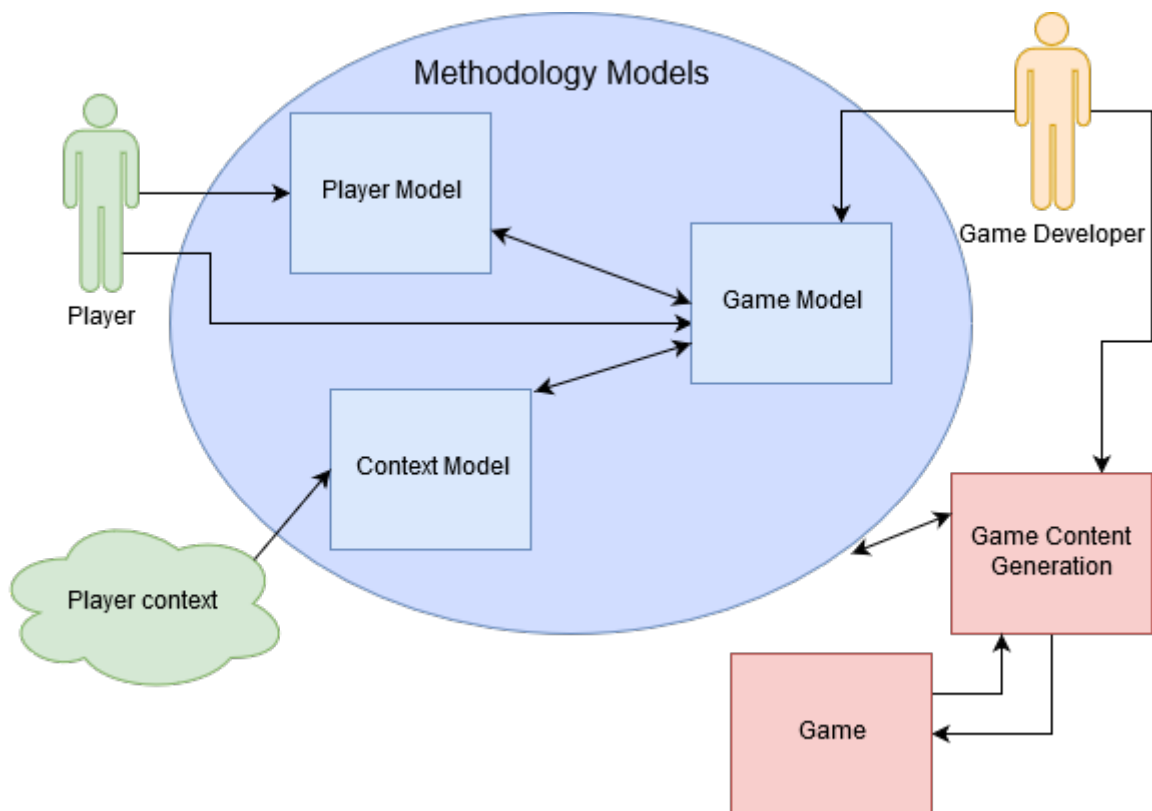 Methodology Models
Player Model
Game Developer
Game Model
Player
Context Model
Game Content
Generation
Player context
Game